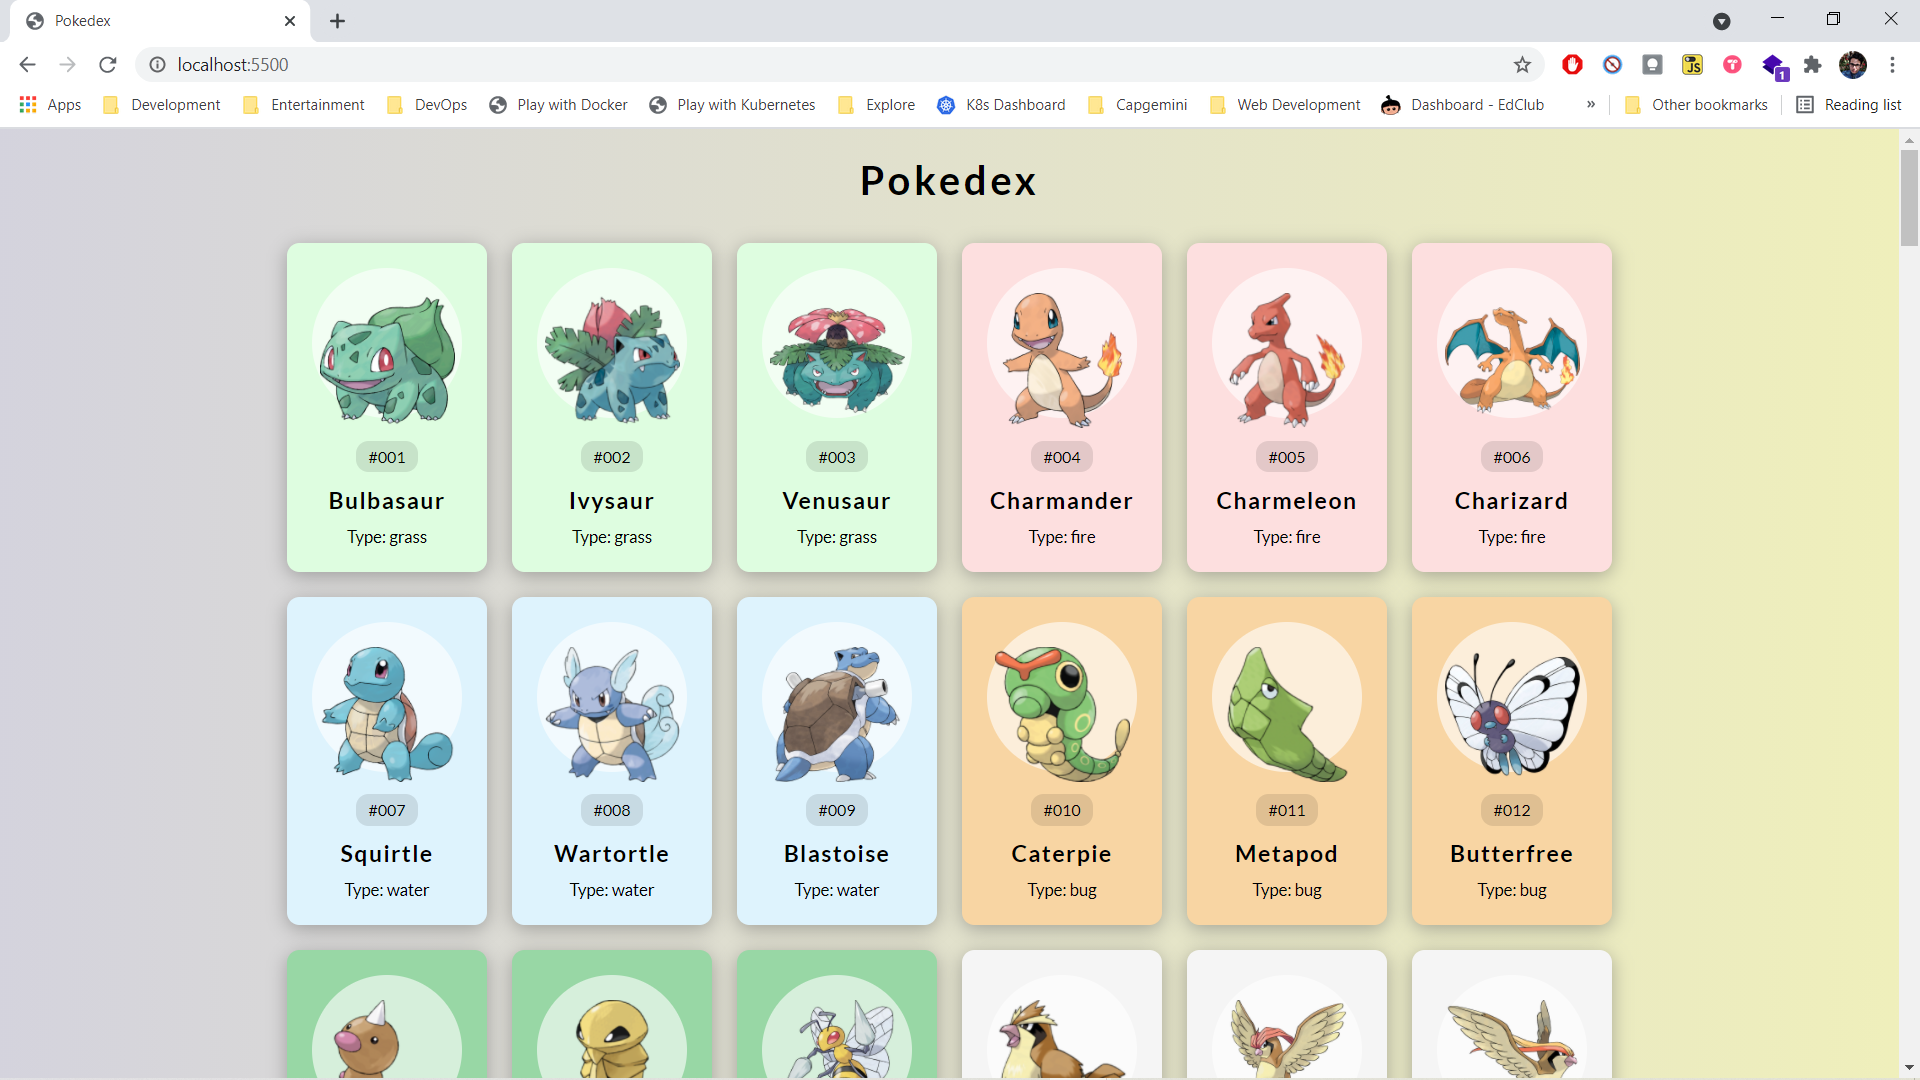 Pokedex
localhost:5500
JS
1
Apps Development Entertainment DevOps Play with Docker Play with Kubernetes Explore K8s Dashboard Capgemini Web Development Dashboard - EdClub » Other bookmarks Reading list
Pokedex
#001 #002 #003 #004 #005 #006
Bulbasaur Ivysaur Venusaur Charmander Charmeleon Charizard
Type: grass Type: grass Type: grass Type: fire Type: fire Type: fire
#007 #008 #009 #010 #011 #012
Squirtle Wartortle Blastoise Caterpie Metapod Butterfree
Type: water Type: water Type: water Type: bug Type: bug Type: bug